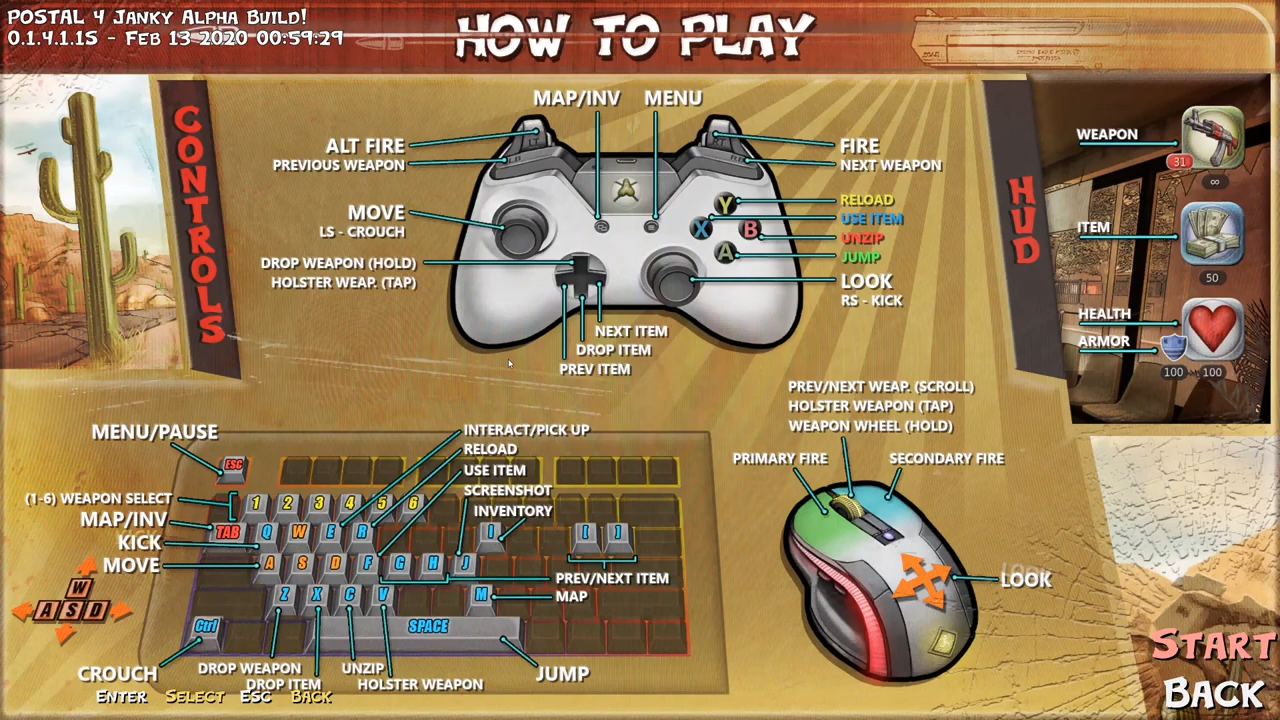 POSTAL 4 Janky Alpha Build!
0.1.4.1.1S - Feb 13 2020 00:59:29
HOW TO PLAY
CONTROLS
MAP/INV
MENU
ALT FIRE
PREVIOUS WEAPON
FIRE
NEXT WEAPON
LT
LB
RT
RB
MOVE
LS - CROUCH
DROP WEAPON (HOLD)
HOLSTER WEAP. (TAP)
Y
X
B
A
RELOAD
USE ITEM
UNZIP
JUMP
LOOK
RS - KICK
NEXT ITEM
DROP ITEM
PREV ITEM
HUD
WEAPON
31
∞
ITEM
50
HEALTH
ARMOR
100
100
MENU/PAUSE
(1-6) WEAPON SELECT
MAP/INV
KICK
MOVE
W
A S D
CROUCH
INTERACT/PICK UP
RELOAD
USE ITEM
SCREENSHOT
INVENTORY
ESC
1 2 3 4 5 6
TAB Q W E R I [ ]
A S D F G H J
Z X C V M
Ctrl SPACE
PREV/NEXT ITEM
MAP
DROP WEAPON
DROP ITEM
UNZIP
HOLSTER WEAPON
JUMP
PREV/NEXT WEAP. (SCROLL)
HOLSTER WEAPON (TAP)
WEAPON WHEEL (HOLD)
PRIMARY FIRE
SECONDARY FIRE
LOOK
Enter Select Esc Back
Start
Back